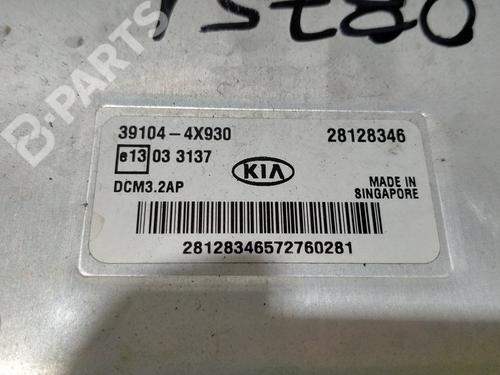 B-PARTS
39104-4X930
28128346
e13 03 3137
KIA
DCM3.2AP
MADE IN
SINGAPORE
28128346572760281